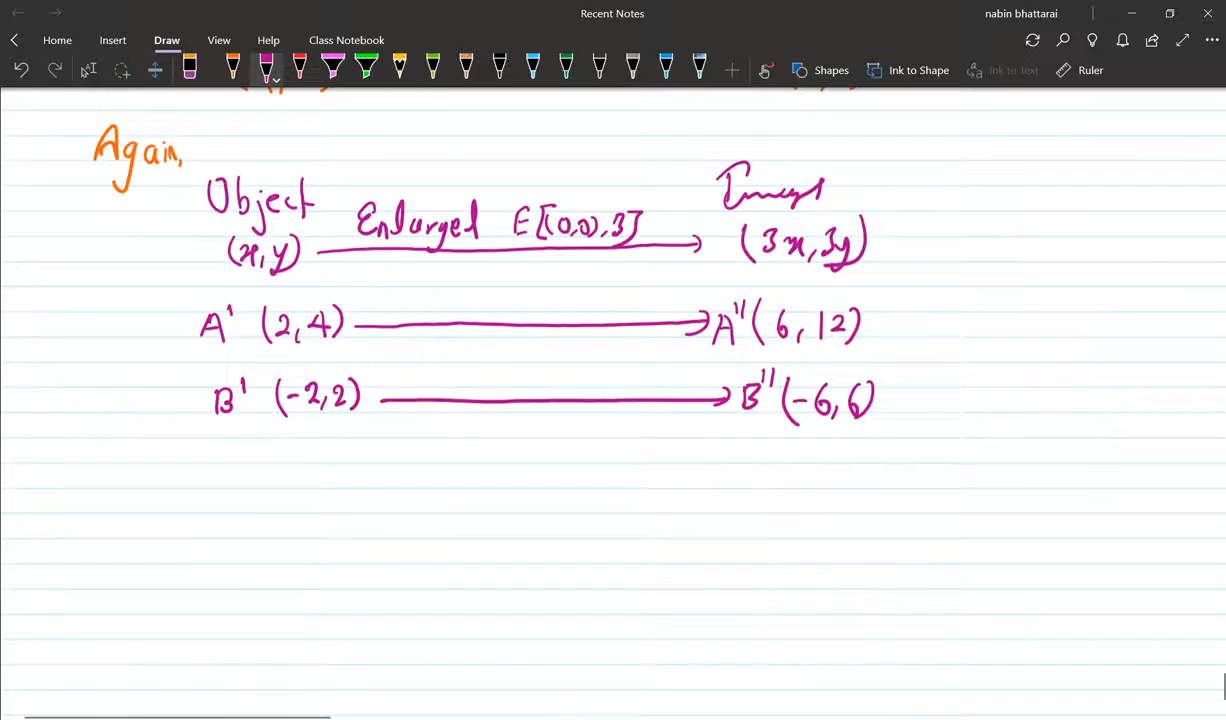 Recent Notes
nabin bhattarai
Home Insert Draw View Help Class Notebook
Shapes Ink to Shape Ink to Text Ruler
Again,
Object Enlarged E[(0,0),3] Image
(x,y) (3x,3y)
A' (2,4) A''(6,12)
B' (-2,2) B''(-6,6)